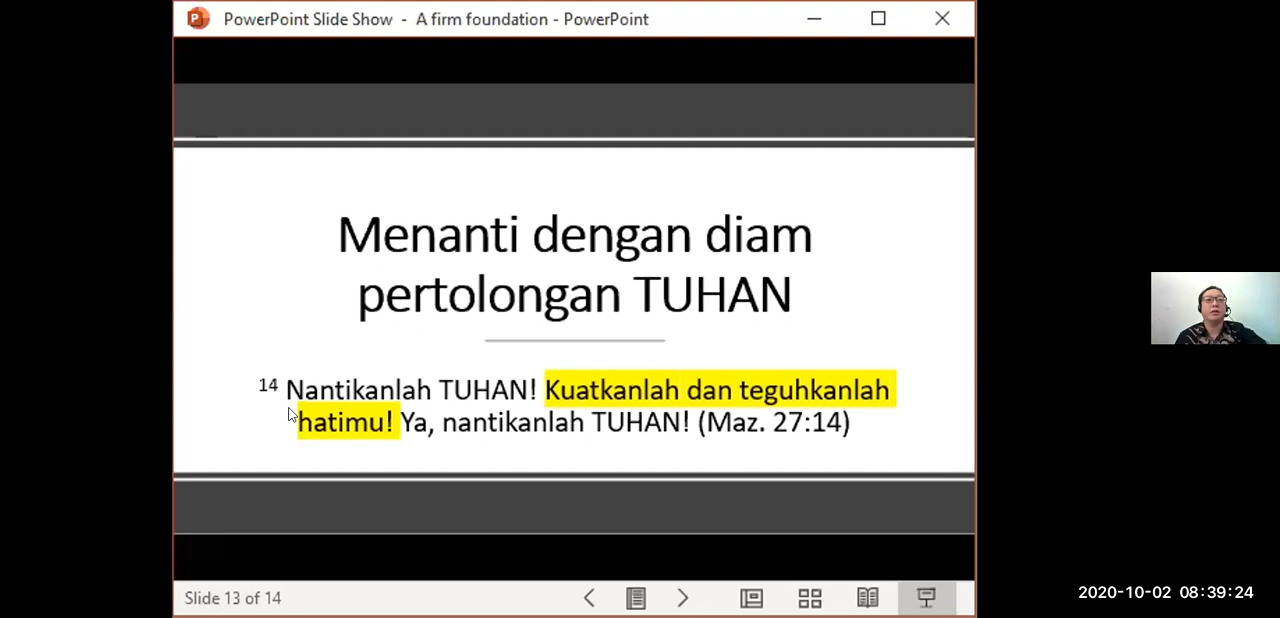 PowerPoint Slide Show - A firm foundation - PowerPoint
Menanti dengan diam
pertolongan TUHAN
14 Nantikanlah TUHAN! Kuatkanlah dan teguhkanlah
hatimu! Ya, nantikanlah TUHAN! (Maz. 27:14)
Slide 13 of 14
2020-10-02 08:39:24